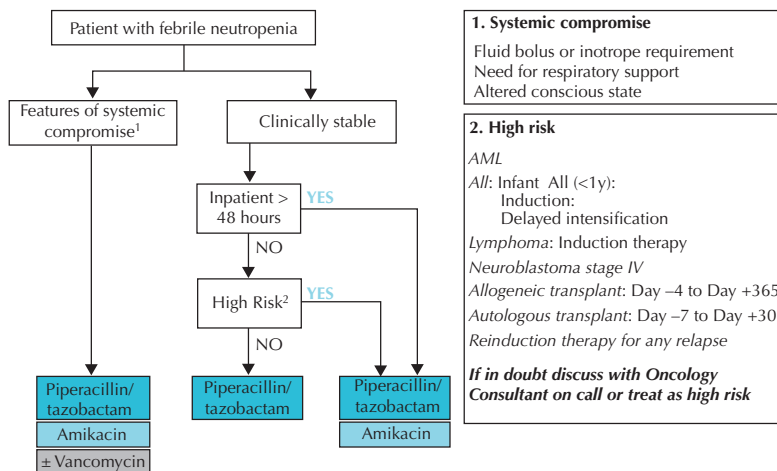 Patient with febrile neutropenia
Features of systemic
compromise1
Clinically stable
Inpatient >
48 hours
YES
NO
High Risk2
YES
NO
Piperacillin/
tazobactam
Amikacin
± Vancomycin
Piperacillin/
tazobactam
Piperacillin/
tazobactam
Amikacin
1. Systemic compromise
Fluid bolus or inotrope requirement
Need for respiratory support
Altered conscious state
2. High risk
AML
All: Infant All (<1y):
Induction:
Delayed intensification
Lymphoma: Induction therapy
Neuroblastoma stage IV
Allogeneic transplant: Day –4 to Day +365
Autologous transplant: Day –7 to Day +30
Reinduction therapy for any relapse
If in doubt discuss with Oncology
Consultant on call or treat as high risk